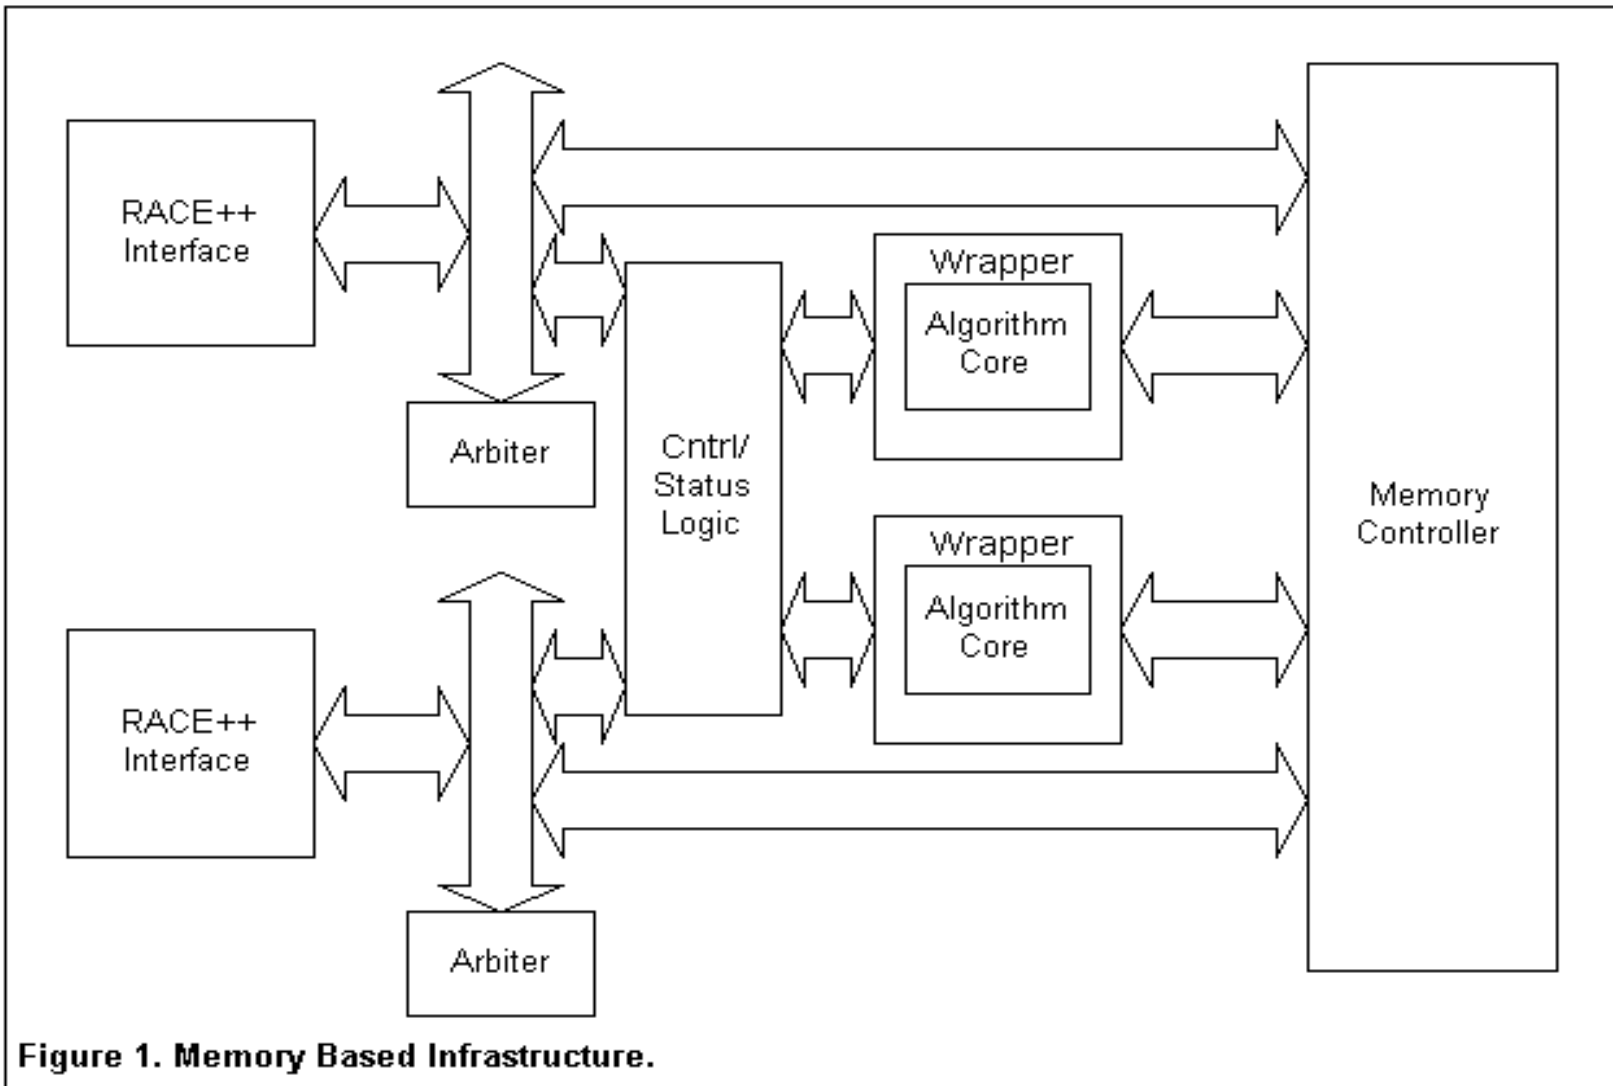 RACE++
Interface
Arbiter
Cntrl/
Status
Logic
Wrapper
Algorithm
Core
Wrapper
Algorithm
Core
Memory
Controller
RACE++
Interface
Arbiter
Figure 1. Memory Based Infrastructure.